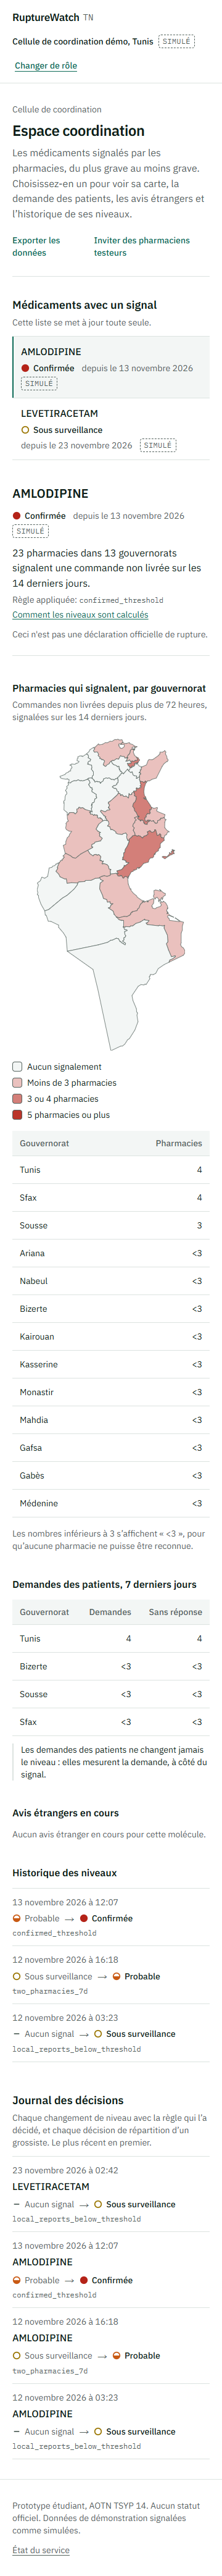 RuptureWatch TN
Cellule de coordination démo, Tunis SIMULÉ
Changer de rôle
Cellule de coordination
Espace coordination
Les médicaments signalés par les
pharmacies, du plus grave au moins grave.
Choisissez-en un pour voir sa carte, la
demande des patients, les avis étrangers et
l'historique de ses niveaux.
Exporter les
données
Inviter des pharmaciens
testeurs
Médicaments avec un signal
Cette liste se met à jour toute seule.
AMLODIPINE
Confirmée depuis le 13 novembre 2026
SIMULÉ
LEVETIRACETAM
Sous surveillance
depuis le 23 novembre 2026 SIMULÉ
AMLODIPINE
Confirmée depuis le 13 novembre 2026
SIMULÉ
23 pharmacies dans 13 gouvernorats
signalent une commande non livrée sur les
14 derniers jours.
Règle appliquée: confirmed_threshold
Comment les niveaux sont calculés
Ceci n'est pas une déclaration officielle de rupture.
Pharmacies qui signalent, par gouvernorat
Commandes non livrées depuis plus de 72 heures,
signalées sur les 14 derniers jours.
Aucun signalement
Moins de 3 pharmacies
3 ou 4 pharmacies
5 pharmacies ou plus
Gouvernorat Pharmacies
Tunis 4
Sfax 4
Sousse 3
Ariana <3
Nabeul <3
Bizerte <3
Kairouan <3
Kasserine <3
Monastir <3
Mahdia <3
Gafsa <3
Gabès <3
Médenine <3
Les nombres inférieurs à 3 s'affichent « <3 », pour
qu'aucune pharmacie ne puisse être reconnue.
Demandes des patients, 7 derniers jours
Gouvernorat Demandes Sans réponse
Tunis 4 4
Bizerte <3 <3
Sousse <3 <3
Sfax <3 <3
Les demandes des patients ne changent jamais
le niveau : elles mesurent la demande, à côté du
signal.
Avis étrangers en cours
Aucun avis étranger en cours pour cette molécule.
Historique des niveaux
13 novembre 2026 à 12:07
Probable → Confirmée
confirmed_threshold
12 novembre 2026 à 16:18
Sous surveillance → Probable
two_pharmacies_7d
12 novembre 2026 à 03:23
– Aucun signal → Sous surveillance
local_reports_below_threshold
Journal des décisions
Chaque changement de niveau avec la règle qui l'a
décidé, et chaque décision de répartition d'un
grossiste. Le plus récent en premier.
23 novembre 2026 à 02:42
LEVETIRACETAM
– Aucun signal → Sous surveillance
local_reports_below_threshold
13 novembre 2026 à 12:07
AMLODIPINE
Probable → Confirmée
confirmed_threshold
12 novembre 2026 à 16:18
AMLODIPINE
Sous surveillance → Probable
two_pharmacies_7d
12 novembre 2026 à 03:23
AMLODIPINE
– Aucun signal → Sous surveillance
local_reports_below_threshold
Prototype étudiant, AOTN TSYP 14. Aucun statut
officiel. Données de démonstration signalées
comme simulées.
État du service